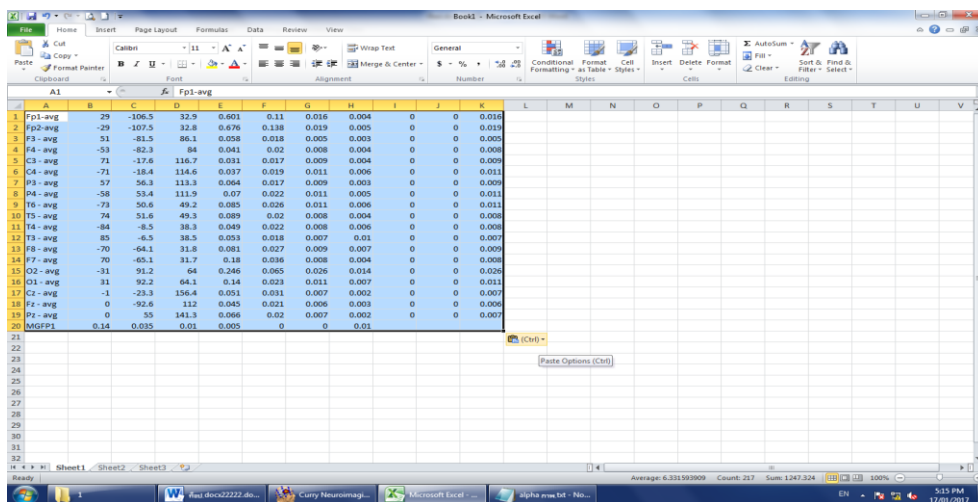 Book1 - Microsoft Excel
File Home Insert Page Layout Formulas Data Review View
Cut Calibri 11 Wrap Text General Σ AutoSum
Copy Fill
Paste Format Painter B I U Merge & Center $ % , Conditional Format Cell Insert Delete Format Clear Sort & Find &
Formatting as Table Styles Filter Select
Clipboard Font Alignment Number Styles Cells Editing
A1 fx Fp1-avg
A B C D E F G H I J K L M N O P Q R S T U V
1 Fp1-avg 29 -106.5 32.9 0.601 0.11 0.016 0.004 0 0 0.016
2 Fp2-avg -29 -107.5 32.8 0.676 0.138 0.019 0.005 0 0 0.019
3 F3 - avg 51 -81.5 86.1 0.058 0.018 0.005 0.003 0 0 0.005
4 F4 - avg -53 -82.3 84 0.041 0.02 0.008 0.004 0 0 0.008
5 C3 - avg 71 -17.6 116.7 0.031 0.017 0.009 0.004 0 0 0.009
6 C4 - avg -71 -18.4 114.6 0.037 0.019 0.011 0.006 0 0 0.011
7 P3 - avg 57 56.3 113.3 0.064 0.017 0.009 0.003 0 0 0.009
8 P4 - avg -58 53.4 111.9 0.07 0.022 0.011 0.005 0 0 0.011
9 T6 - avg -73 50.6 49.2 0.085 0.026 0.011 0.006 0 0 0.011
10 T5 - avg 74 51.6 49.3 0.089 0.02 0.008 0.004 0 0 0.008
11 T4 - avg -84 -8.5 38.3 0.049 0.022 0.008 0.006 0 0 0.008
12 T3 - avg 85 -6.5 38.5 0.053 0.018 0.007 0.01 0 0 0.007
13 F8 - avg -70 -64.1 31.8 0.081 0.027 0.009 0.007 0 0 0.009
14 F7 - avg 70 -65.1 31.7 0.18 0.036 0.008 0.004 0 0 0.008
15 O2 - avg -31 91.2 64 0.246 0.065 0.026 0.014 0 0 0.026
16 O1 - avg 31 92.2 64.1 0.14 0.023 0.011 0.007 0 0 0.011
17 Cz - avg -1 -23.3 156.4 0.051 0.031 0.007 0.002 0 0 0.007
18 Fz - avg 0 -92.6 112 0.045 0.021 0.006 0.003 0 0 0.006
19 Pz - avg 0 55 141.3 0.066 0.02 0.007 0.002 0 0 0.007
20 MGFP1 0.14 0.035 0.01 0.005 0 0 0.01
21 (Ctrl)
22
23 Paste Options (Ctrl)
24
25
26
27
28
29
30
31
32
Sheet1 Sheet2 Sheet3
Ready Average: 6.331593909 Count: 217 Sum: 1247.324 100%
1 docs22222.do... Curry Neuroimagi... Microsoft Excel - ... alpha .txt - No... EN 5:15 PM
17/01/2017